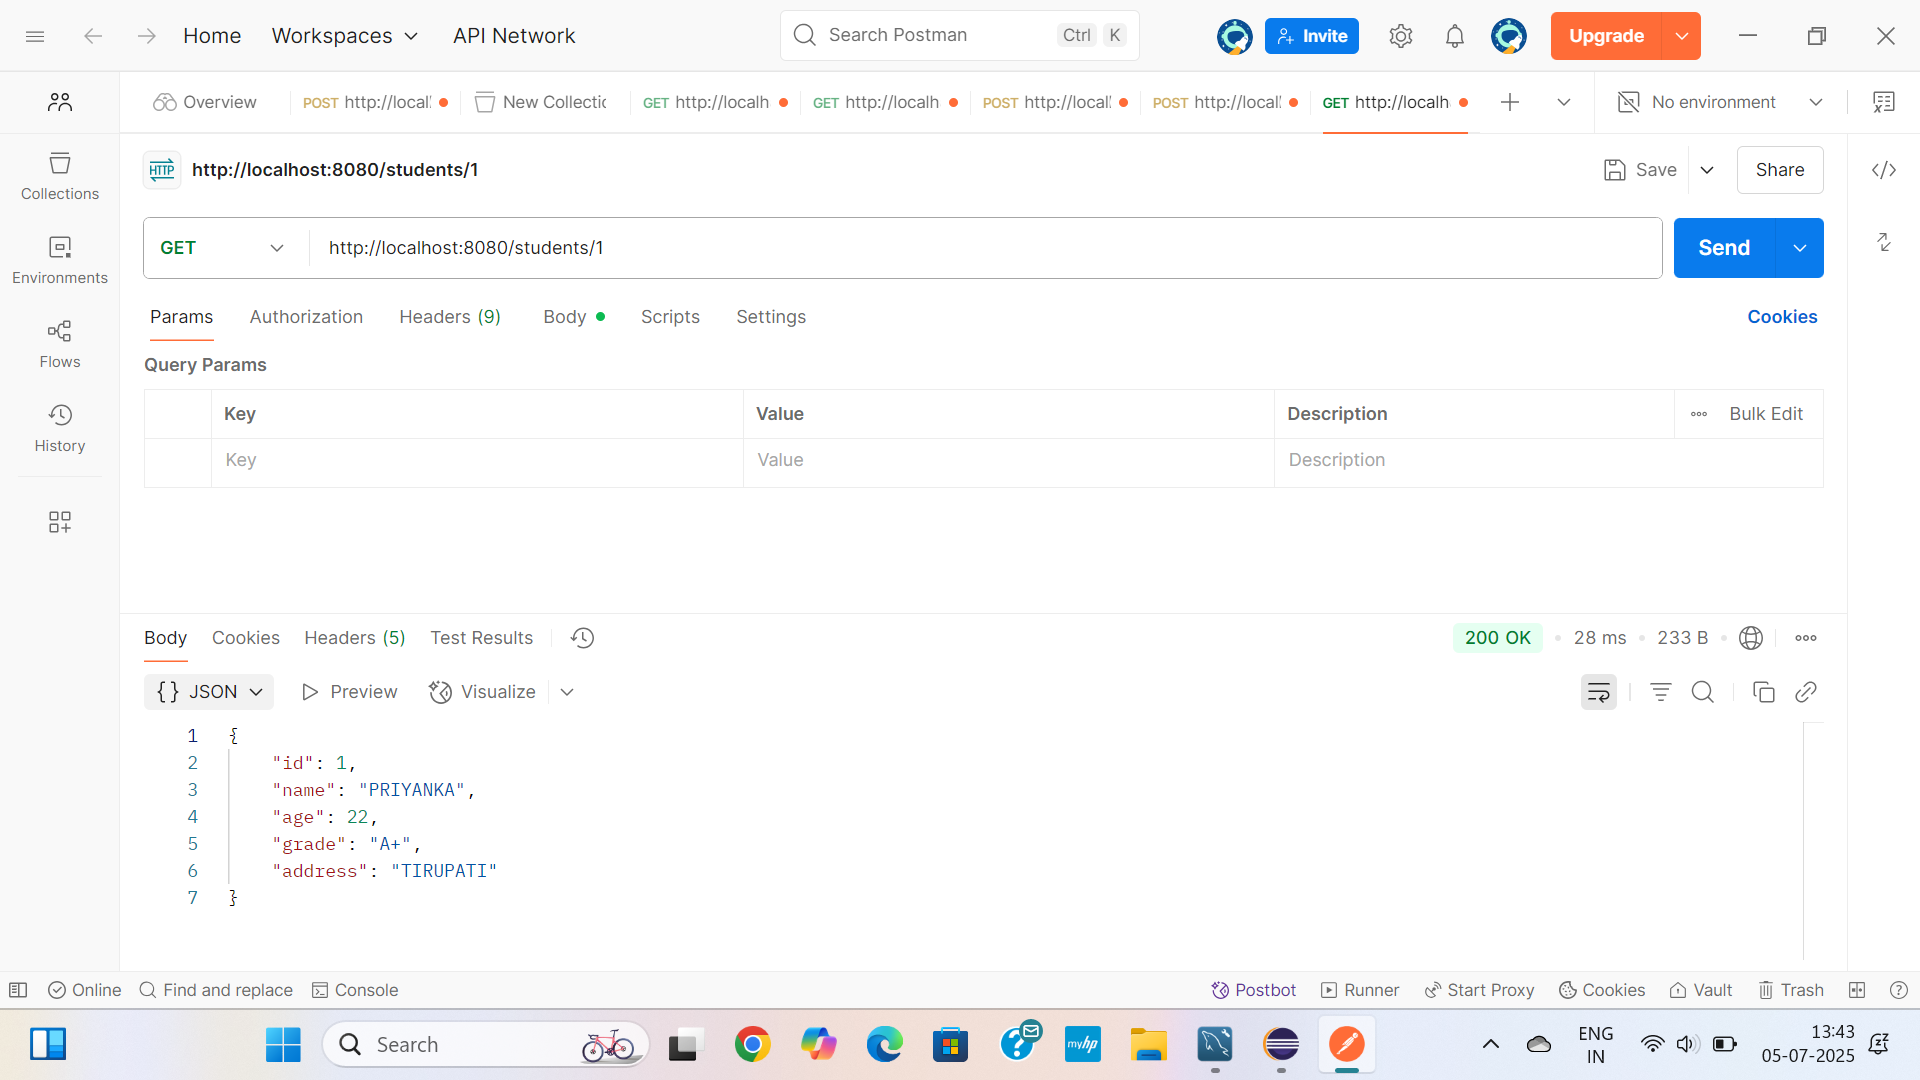 Home
Workspaces
API Network
Search Postman
Ctrl K
Invite
Upgrade
Overview
POST http://local
New Collectic
GET http://localh
GET http://localh
POST http://local
POST http://local
GET http://localh
No environment
HTTP http://localhost:8080/students/1
Save
Share
Collections
Environments
Flows
History
GET
http://localhost:8080/students/1
Send
Params
Authorization
Headers (9)
Body
Scripts
Settings
Cookies
Query Params
Key Value Description Bulk Edit
Key Value Description
Body
Cookies
Headers (5)
Test Results
200 OK • 28 ms • 233 B
{} JSON
Preview
Visualize
1 {
2 "id": 1,
3 "name": "PRIYANKA",
4 "age": 22,
5 "grade": "A+",
6 "address": "TIRUPATI"
7 }
Online
Find and replace
Console
Postbot
Runner
Start Proxy
Cookies
Vault
Trash
Search
myhp
ENG
IN
13:43
05-07-2025